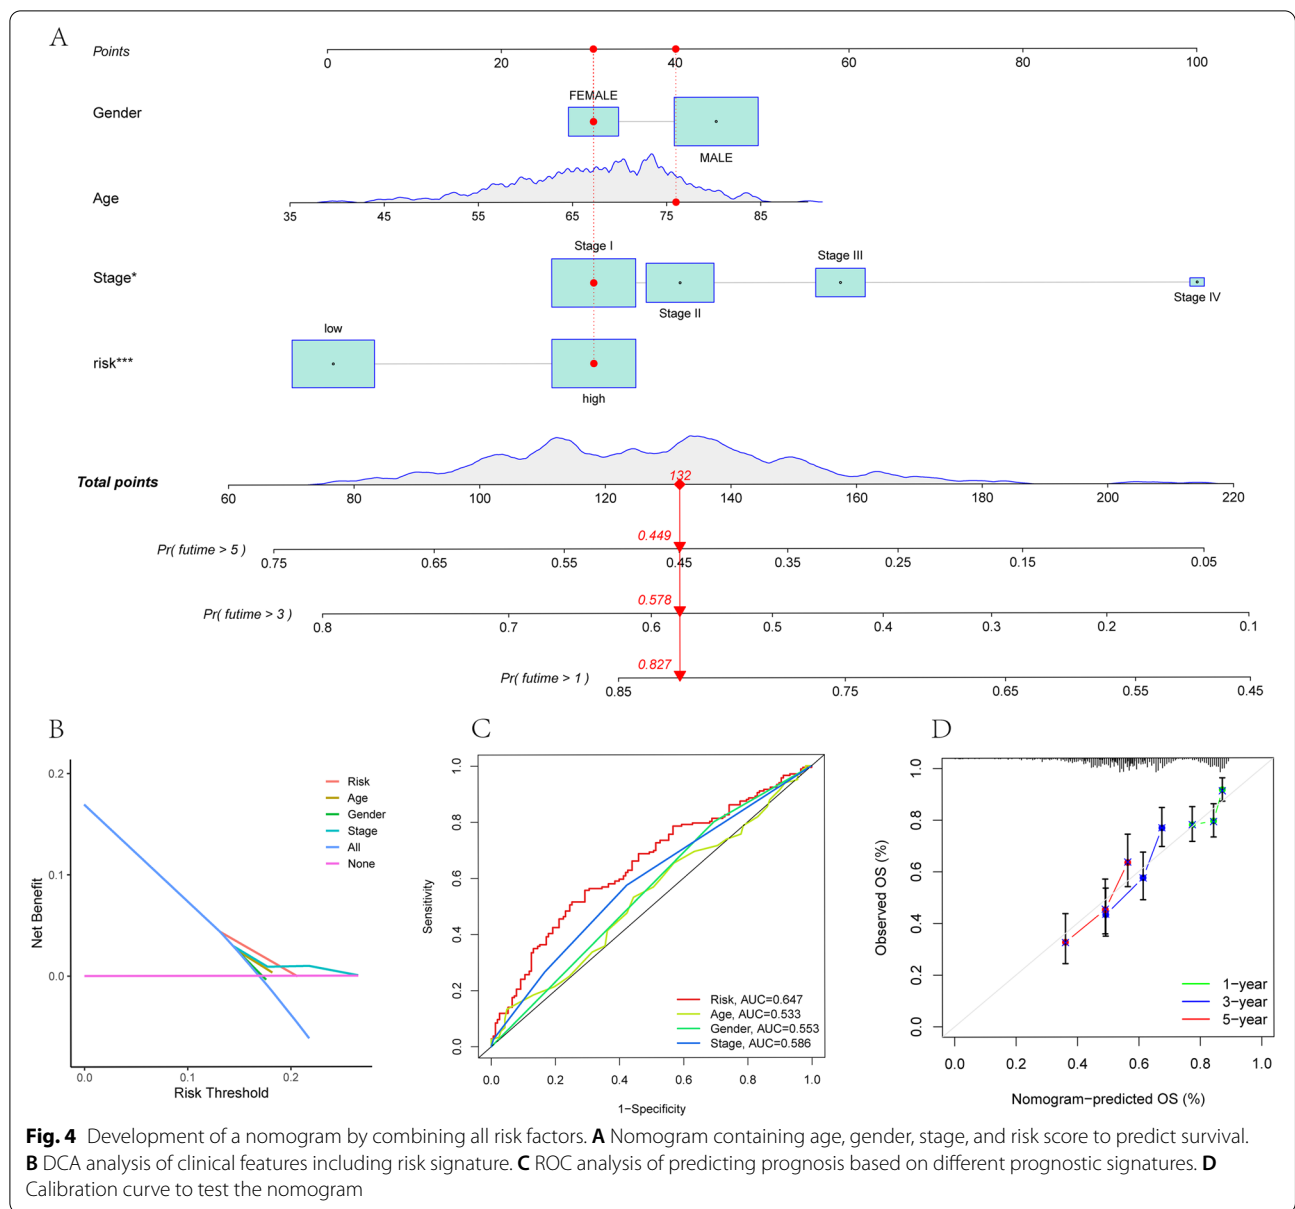 A
Points
0 20 40 60 80 100
Gender
FEMALE
MALE
Age
35 45 55 65 75 85
Stage*
Stage I
Stage II
Stage III
Stage IV
risk***
low
high
Total points
132
60 80 100 120 140 160 180 200 220
Pr( futime > 5 )
0.449
0.75 0.65 0.55 0.45 0.35 0.25 0.15 0.05
Pr( futime > 3 )
0.578
0.8 0.7 0.6 0.5 0.4 0.3 0.2 0.1
Pr( futime > 1 )
0.827
0.85 0.75 0.65 0.55 0.45
B
Net Benefit
0.2
0.1
0.0
Risk
Age
Gender
Stage
All
None
0.0 0.1 0.2
Risk Threshold
C
Sensitivity
1.0
0.8
0.6
0.4
0.2
0.0
Risk, AUC=0.647
Age, AUC=0.533
Gender, AUC=0.553
Stage, AUC=0.586
0.0 0.2 0.4 0.6 0.8 1.0
1−Specificity
D
Observed OS (%)
1.0
0.8
0.6
0.4
0.2
0.0
1−year
3−year
5−year
0.0 0.2 0.4 0.6 0.8 1.0
Nomogram−predicted OS (%)
Fig. 4 Development of a nomogram by combining all risk factors. A Nomogram containing age, gender, stage, and risk score to predict survival.
B DCA analysis of clinical features including risk signature. C ROC analysis of predicting prognosis based on different prognostic signatures. D
Calibration curve to test the nomogram